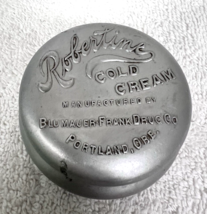 Robertine
COLD
CREAM
MANUFACTURED BY
BLUMAUER-FRANK DRUG CO
PORTLAND, ORE.